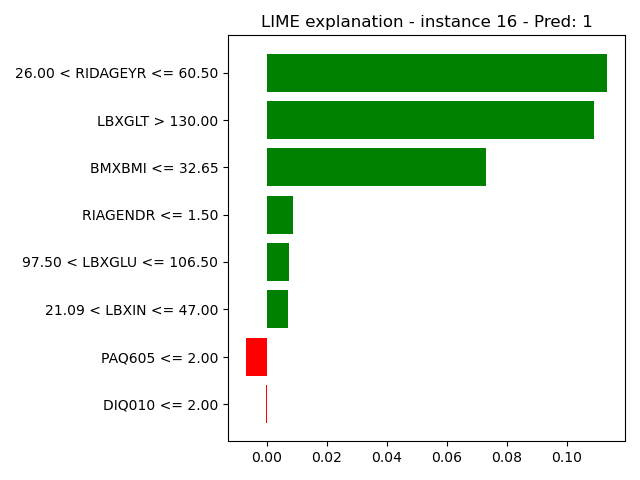 LIME explanation - instance 16 - Pred: 1
26.00 < RIDAGEYR <= 60.50
LBXGLT > 130.00
BMXBMI <= 32.65
RIAGENDR <= 1.50
97.50 < LBXGLU <= 106.50
21.09 < LBXIN <= 47.00
PAQ605 <= 2.00
DIQ010 <= 2.00
0.00 0.02 0.04 0.06 0.08 0.10